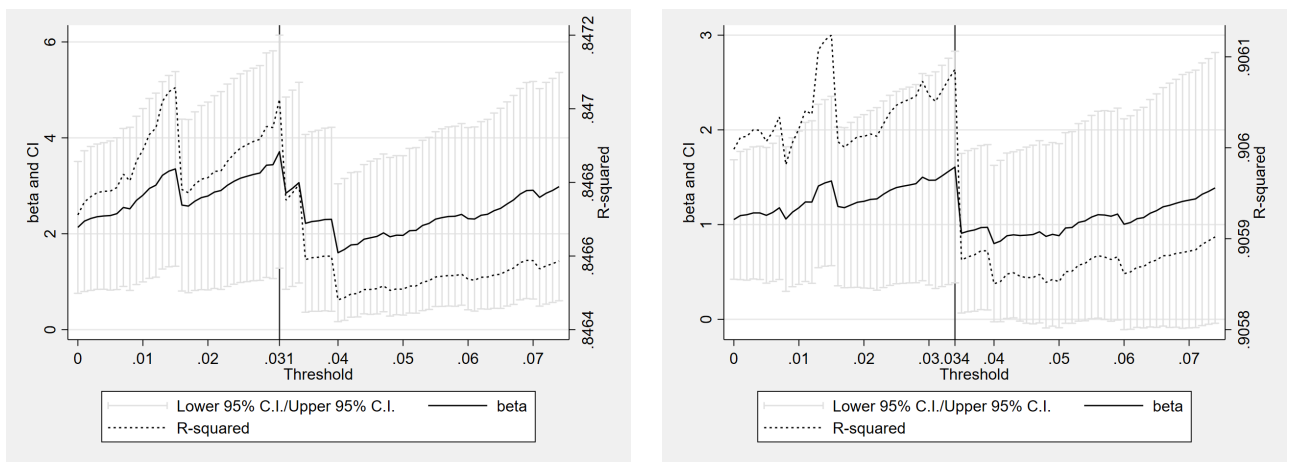 6
4
2
0
beta and CI
.8472
.847
.8468
.8466
.8464
R-squared
0 .01 .02 .031 .04 .05 .06 .07
Threshold
Lower 95% C.I./Upper 95% C.I. beta
R-squared
3
2
1
0
beta and CI
.9061
.906
.9059
.9058
R-squared
0 .01 .02 .03.034 .04 .05 .06 .07
Threshold
Lower 95% C.I./Upper 95% C.I. beta
R-squared